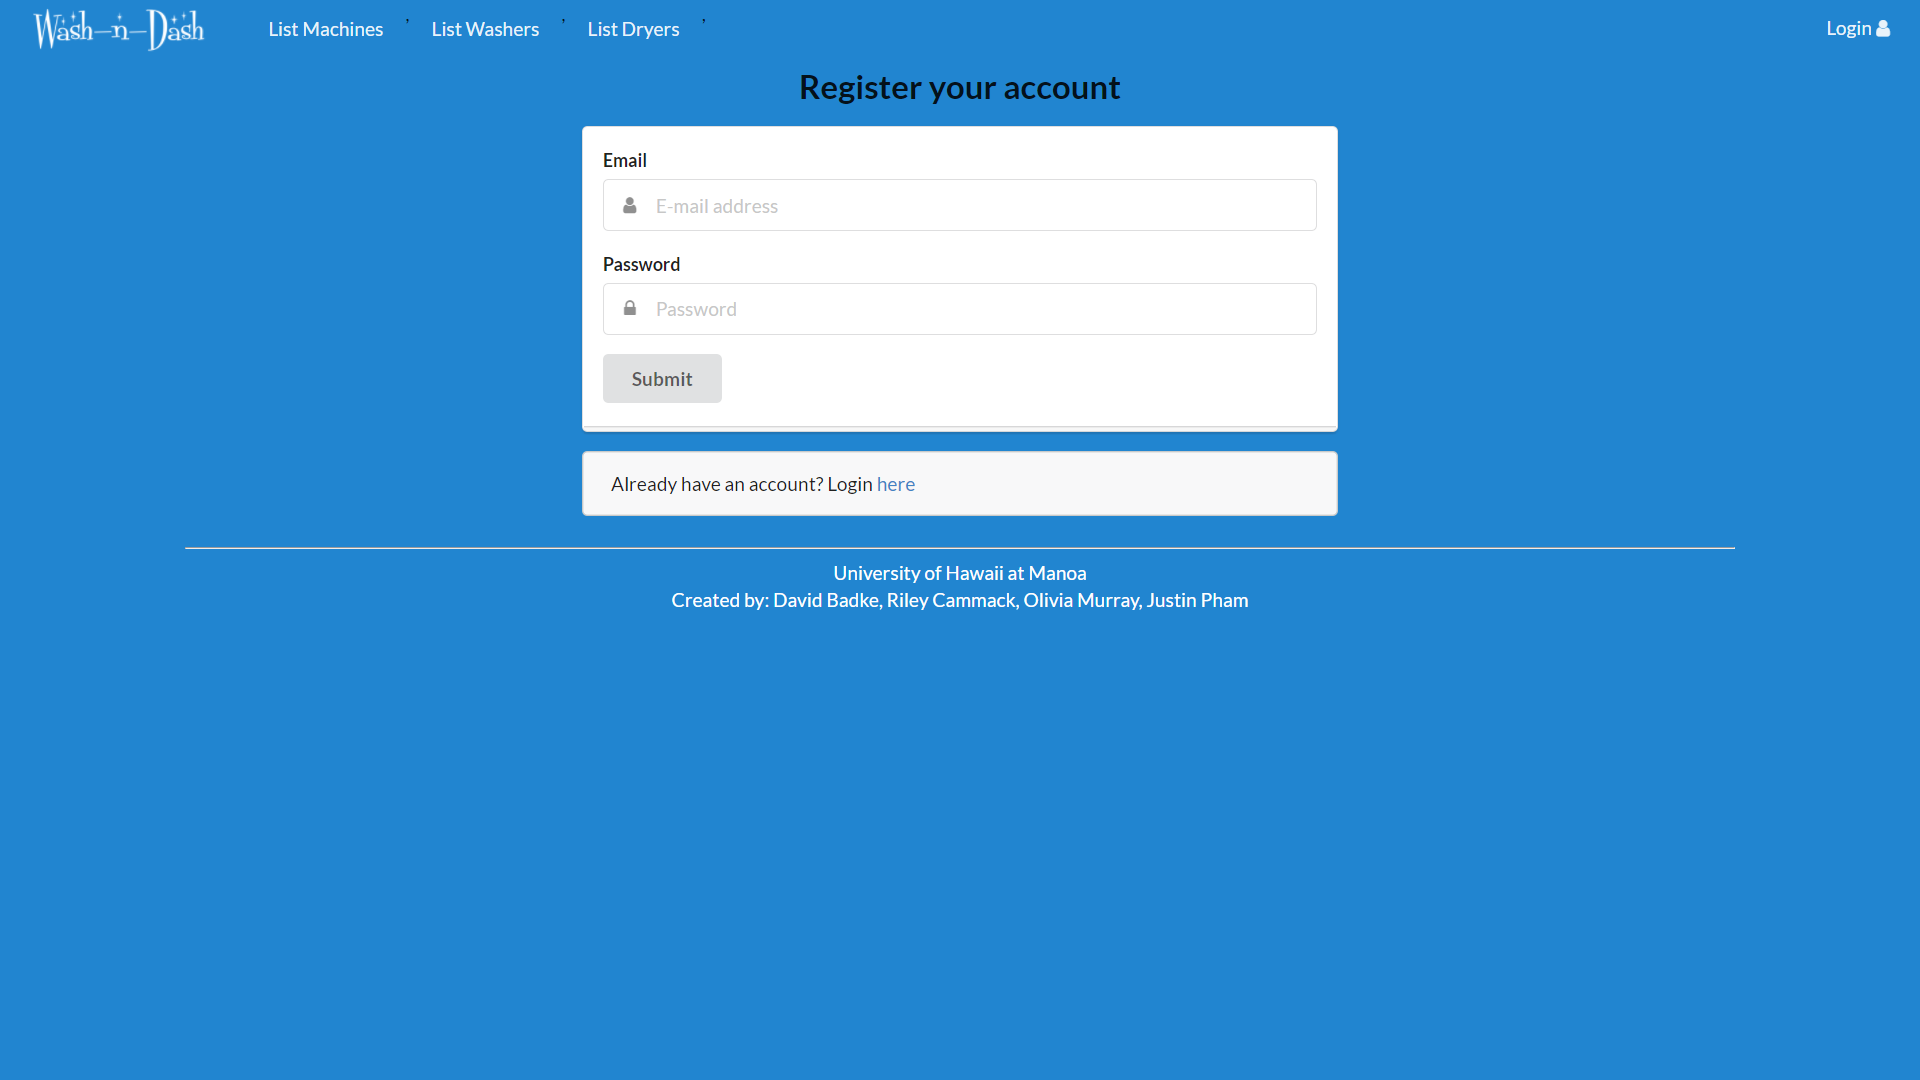 Wash-n-Dash List Machines , List Washers , List Dryers , Login
Register your account
Email
E-mail address
Password
Password
Submit
Already have an account? Login here
University of Hawaii at Manoa
Created by: David Badke, Riley Cammack, Olivia Murray, Justin Pham